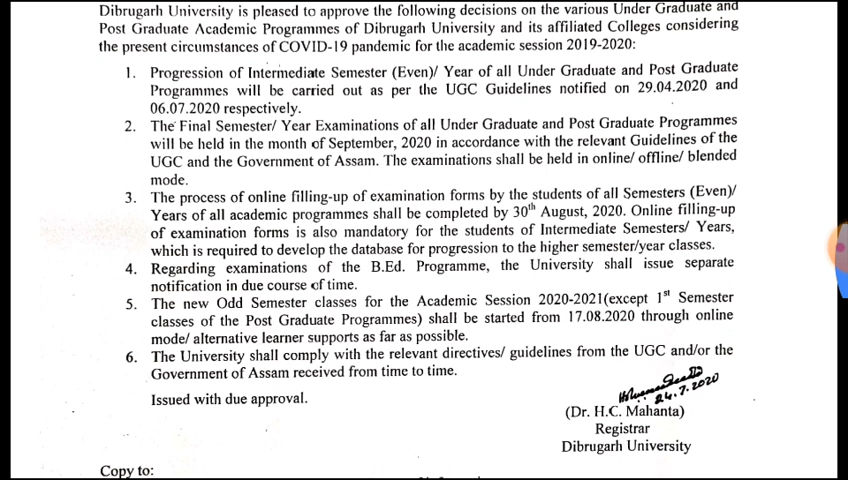 Dibrugarh University is pleased to approve the following decisions on the various Under Graduate and
Post Graduate Academic Programmes of Dibrugarh University and its affiliated Colleges considering
the present circumstances of COVID-19 pandemic for the academic session 2019-2020:
1. Progression of Intermediate Semester (Even)/ Year of all Under Graduate and Post Graduate
Programmes will be carried out as per the UGC Guidelines notified on 29.04.2020 and
06.07.2020 respectively.
2. The Final Semester/ Year Examinations of all Under Graduate and Post Graduate Programmes
will be held in the month of September, 2020 in accordance with the relevant Guidelines of the
UGC and the Government of Assam. The examinations shall be held in online/ offline/ blended
mode.
3. The process of online filling-up of examination forms by the students of all Semesters (Even)/
Years of all academic programmes shall be completed by 30th August, 2020. Online filling-up
of examination forms is also mandatory for the students of Intermediate Semesters/ Years,
which is required to develop the database for progression to the higher semester/year classes.
4. Regarding examinations of the B.Ed. Programme, the University shall issue separate
notification in due course of time.
5. The new Odd Semester classes for the Academic Session 2020-2021(except 1st Semester
classes of the Post Graduate Programmes) shall be started from 17.08.2020 through online
mode/ alternative learner supports as far as possible.
6. The University shall comply with the relevant directives/ guidelines from the UGC and/or the
Government of Assam received from time to time.
Issued with due approval.
24.7.2020
(Dr. H.C. Mahanta)
Registrar
Dibrugarh University
Copy to: